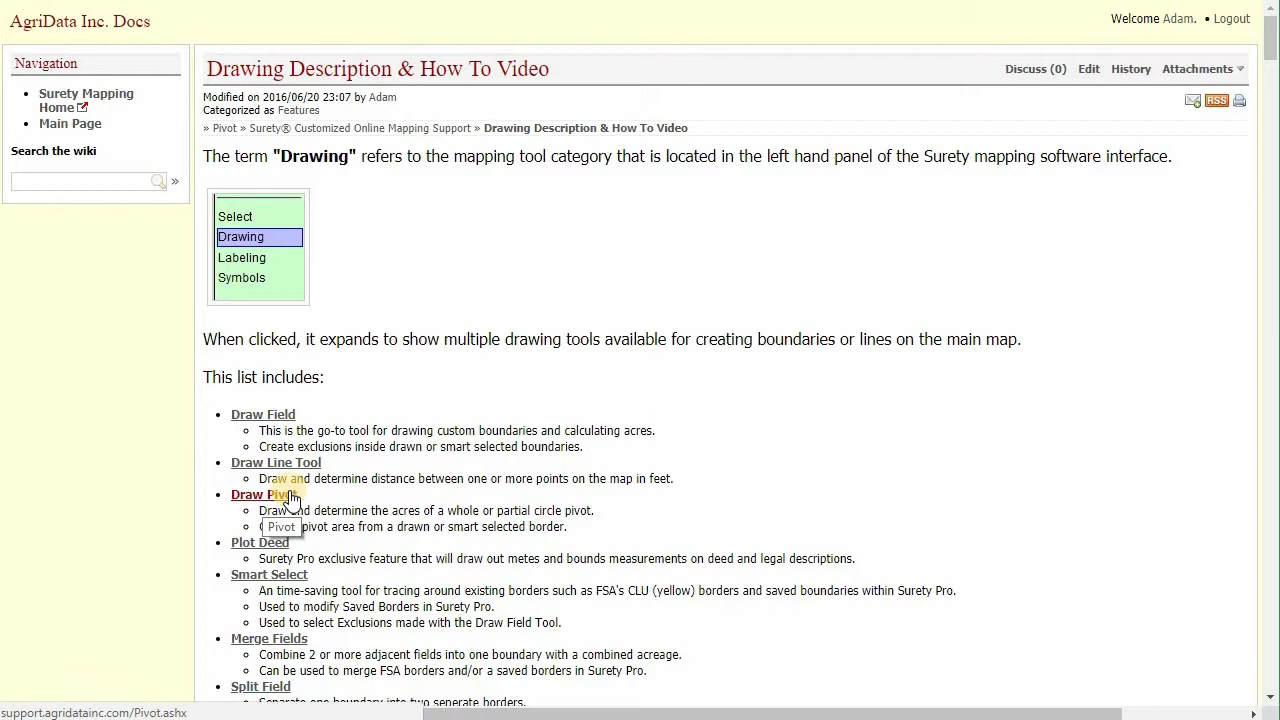 AgriData Inc. Docs
Welcome Adam. • Logout
Navigation
• Surety Mapping
Home
• Main Page
Search the wiki
»
Drawing Description & How To Video
Discuss (0) Edit History Attachments
Modified on 2016/06/20 23:07 by Adam
Categorized as Features
RSS
» Pivot » Surety® Customized Online Mapping Support » Drawing Description & How To Video
The term "Drawing" refers to the mapping tool category that is located in the left hand panel of the Surety mapping software interface.
Select
Drawing
Labeling
Symbols
When clicked, it expands to show multiple drawing tools available for creating boundaries or lines on the main map.
This list includes:
• Draw Field
This is the go-to tool for drawing custom boundaries and calculating acres.
Create exclusions inside drawn or smart selected boundaries.
• Draw Line Tool
Draw and determine distance between one or more points on the map in feet.
• Draw Pivot
Draw and determine the acres of a whole or partial circle pivot.
pivot area from a drawn or smart selected border.
Pivot
• Plot Deed
Surety Pro exclusive feature that will draw out metes and bounds measurements on deed and legal descriptions.
• Smart Select
An time-saving tool for tracing around existing borders such as FSA's CLU (yellow) borders and saved boundaries within Surety Pro.
Used to modify Saved Borders in Surety Pro.
Used to select Exclusions made with the Draw Field Tool.
• Merge Fields
Combine 2 or more adjacent fields into one boundary with a combined acreage.
Can be used to merge FSA borders and/or a saved borders in Surety Pro.
• Split Field
Separate one boundary into two seperate borders.
support.agridatainc.com/Pivot.ashx